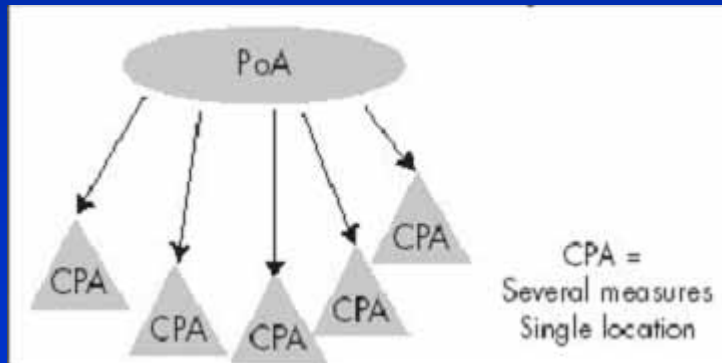 PoA
CPA
CPA
CPA
CPA
CPA
CPA =
Several measures
Single location